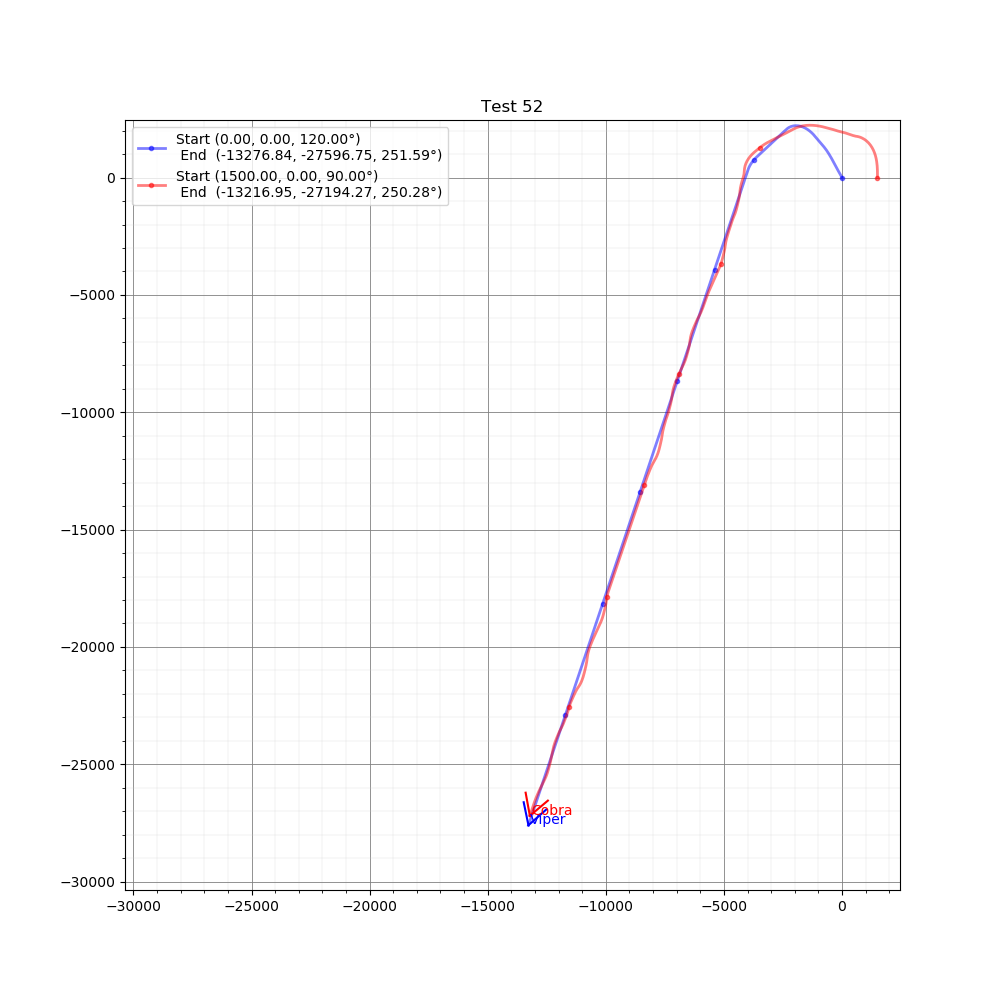 Test 52
Start (0.00, 0.00, 120.00°)
End  (-13276.84, -27596.75, 251.59°)
Start (1500.00, 0.00, 90.00°)
End  (-13216.95, -27194.27, 250.28°)
0
−5000
−10000
−15000
−20000
−25000
−30000
Cobra
Viper
−30000
−25000
−20000
−15000
−10000
−5000
0